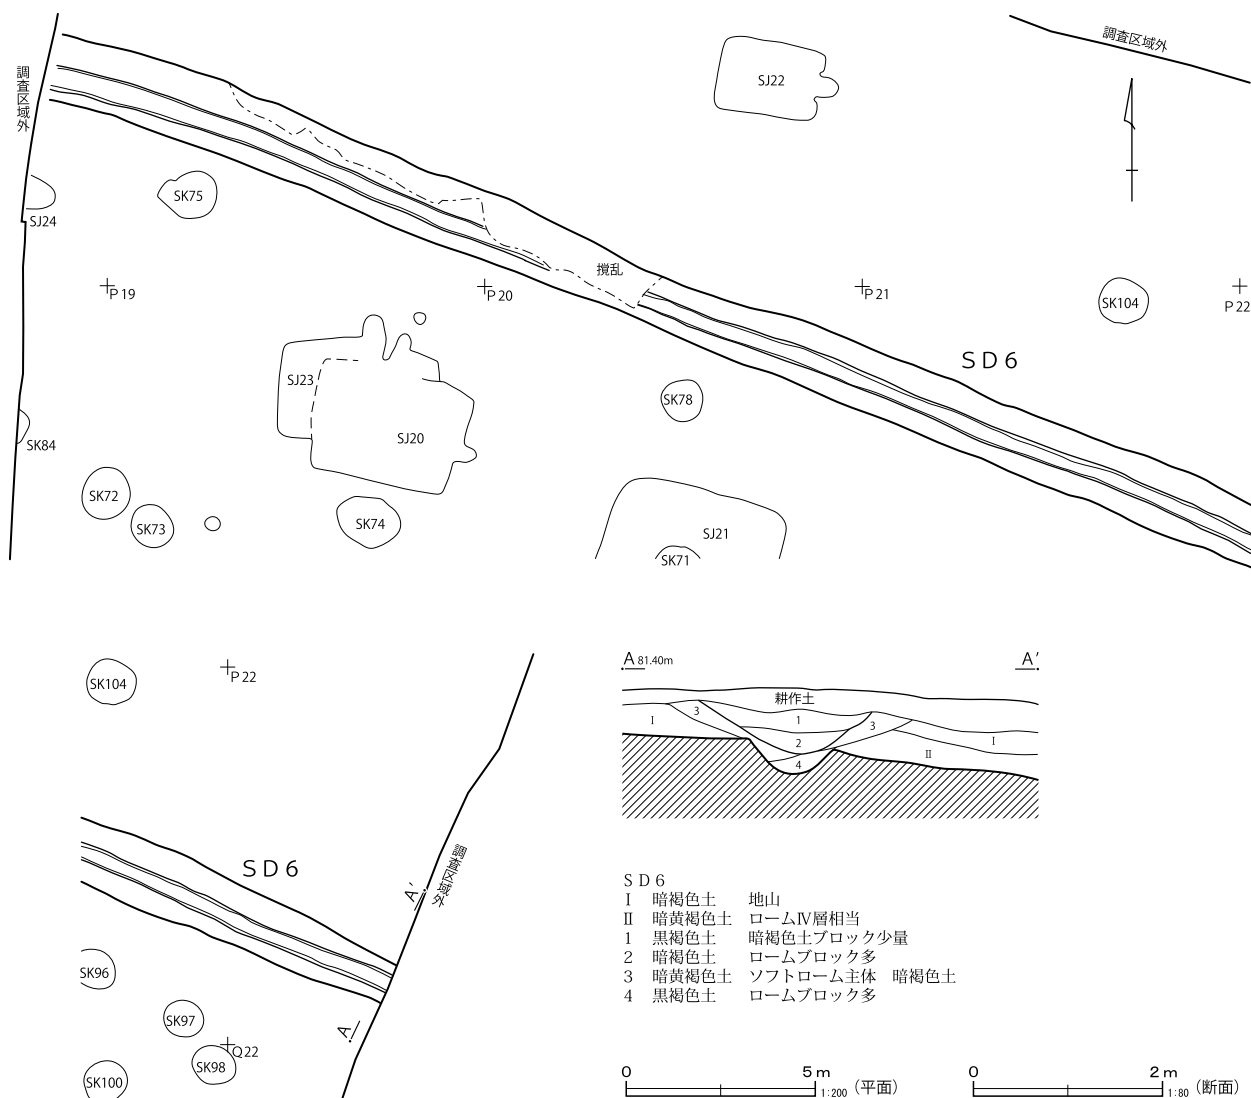 調査区域外
調査区域外
SJ22
SK75
SJ24
撹乱
P 19
P 20
P 21
SK104
P 22
SD6
SJ23
SK78
SJ20
SK84
SK72
SK73
SK74
SJ21
SK71
SK104
P 22
SD6
調査区域外
A′
A
SK96
SK97
Q22
SK98
SK100
A 81.40m
A′
耕作土
I
3
1
3
I
2
II
4
SD6
I 暗褐色土 地山
II 暗黄褐色土 ロームⅣ層相当
1 黒褐色土 暗褐色土ブロック少量
2 暗褐色土 ロームブロック多
3 暗黄褐色土 ソフトローム主体 暗褐色土
4 黒褐色土 ロームブロック多
0 5m
1:200 (平面)
0 2m
1:80 (断面)